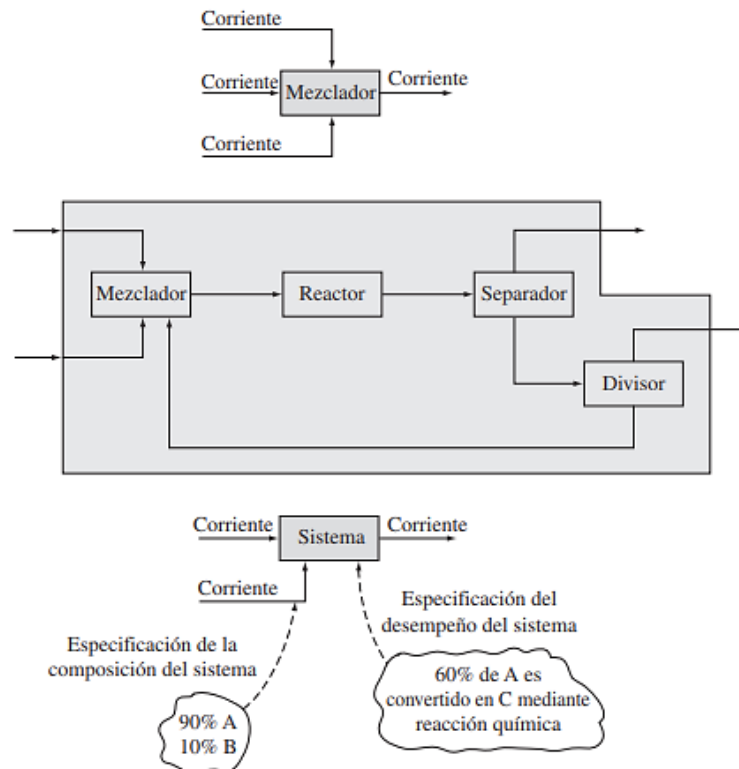 Corriente
Corriente
Mezclador
Corriente
Corriente
Mezclador
Reactor
Separador
Divisor
Corriente
Sistema
Corriente
Corriente
Especificación de la
composición del sistema
90% A
10% B
Especificación del
desempeño del sistema
60% de A es
convertido en C mediante
reacción química